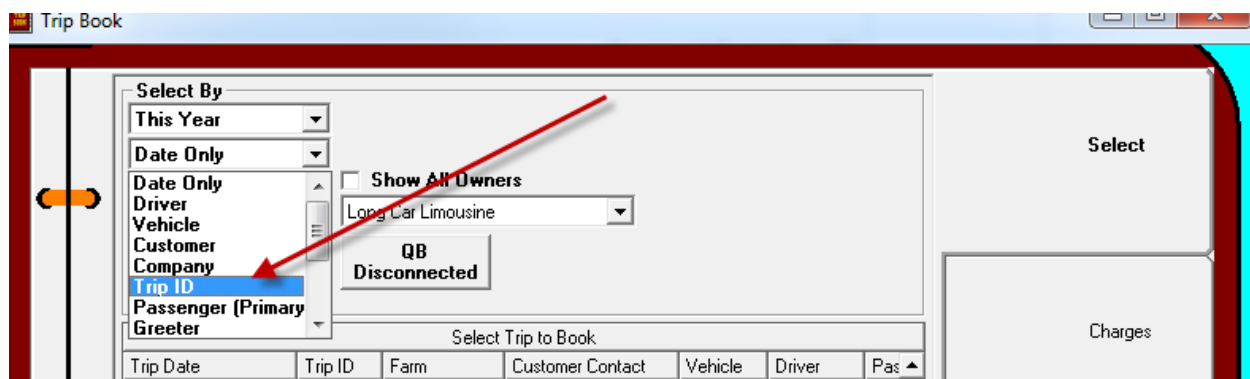 Trip Book
Select By
This Year
Date Only
Date Only
Driver
Vehicle
Customer
Company
Trip ID
Passenger (Primary
Greeter
Show All Owners
Long Car Limousine
QB
Disconnected
Select
Charges
Select Trip to Book
Trip Date Trip ID Farm Customer Contact Vehicle Driver Pas